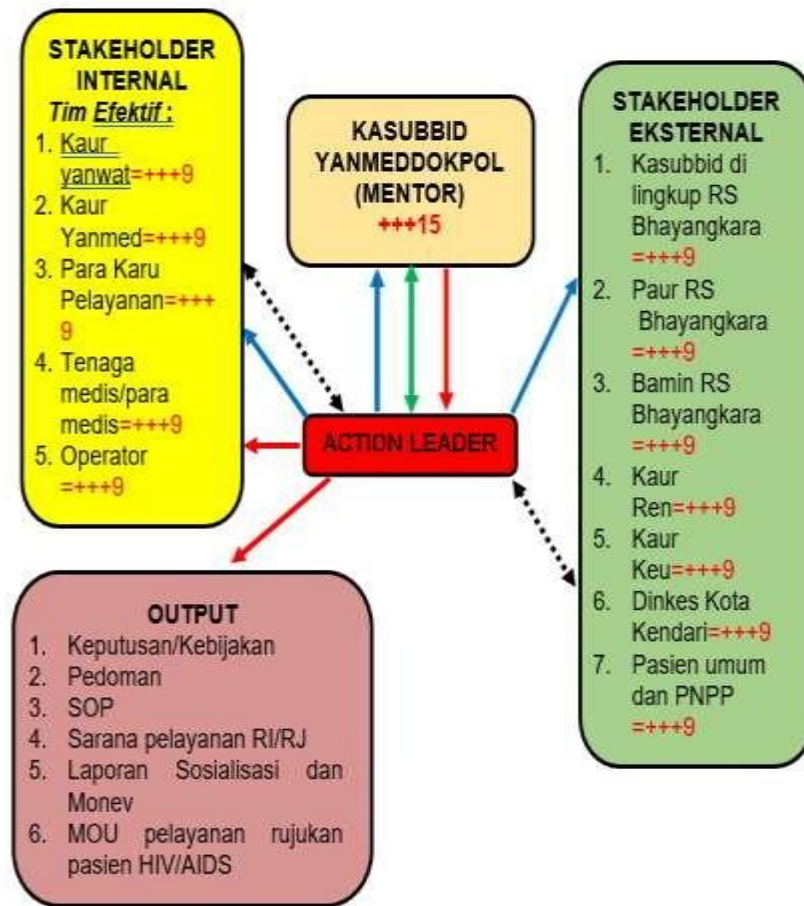 STAKEHOLDER
INTERNAL
Tim Efektif :
1. Kaur
yanwat=+++9
2. Kaur
Yanmed=+++9
3. Para Karu
Pelayanan=+++
9
4. Tenaga
medis/para
medis=+++9
5. Operator
=+++9
KASUBBID
YANMEDDOKPOL
(MENTOR)
+++15
STAKEHOLDER
EKSTERNAL
1. Kasubbid di
lingkup RS
Bhayangkara
=+++9
2. Paur RS
Bhayangkara
=+++9
3. Bamin RS
Bhayangkara
=+++9
4. Kaur
Ren=+++9
5. Kaur
Keu=+++9
6. Dinkes Kota
Kendari=+++9
7. Pasien umum
dan PNPP
=+++9
ACTION LEADER
OUTPUT
1. Keputusan/Kebijakan
2. Pedoman
3. SOP
4. Sarana pelayanan RI/RJ
5. Laporan Sosialisasi dan
Monev
6. MOU pelayanan rujukan
pasien HIV/AIDS